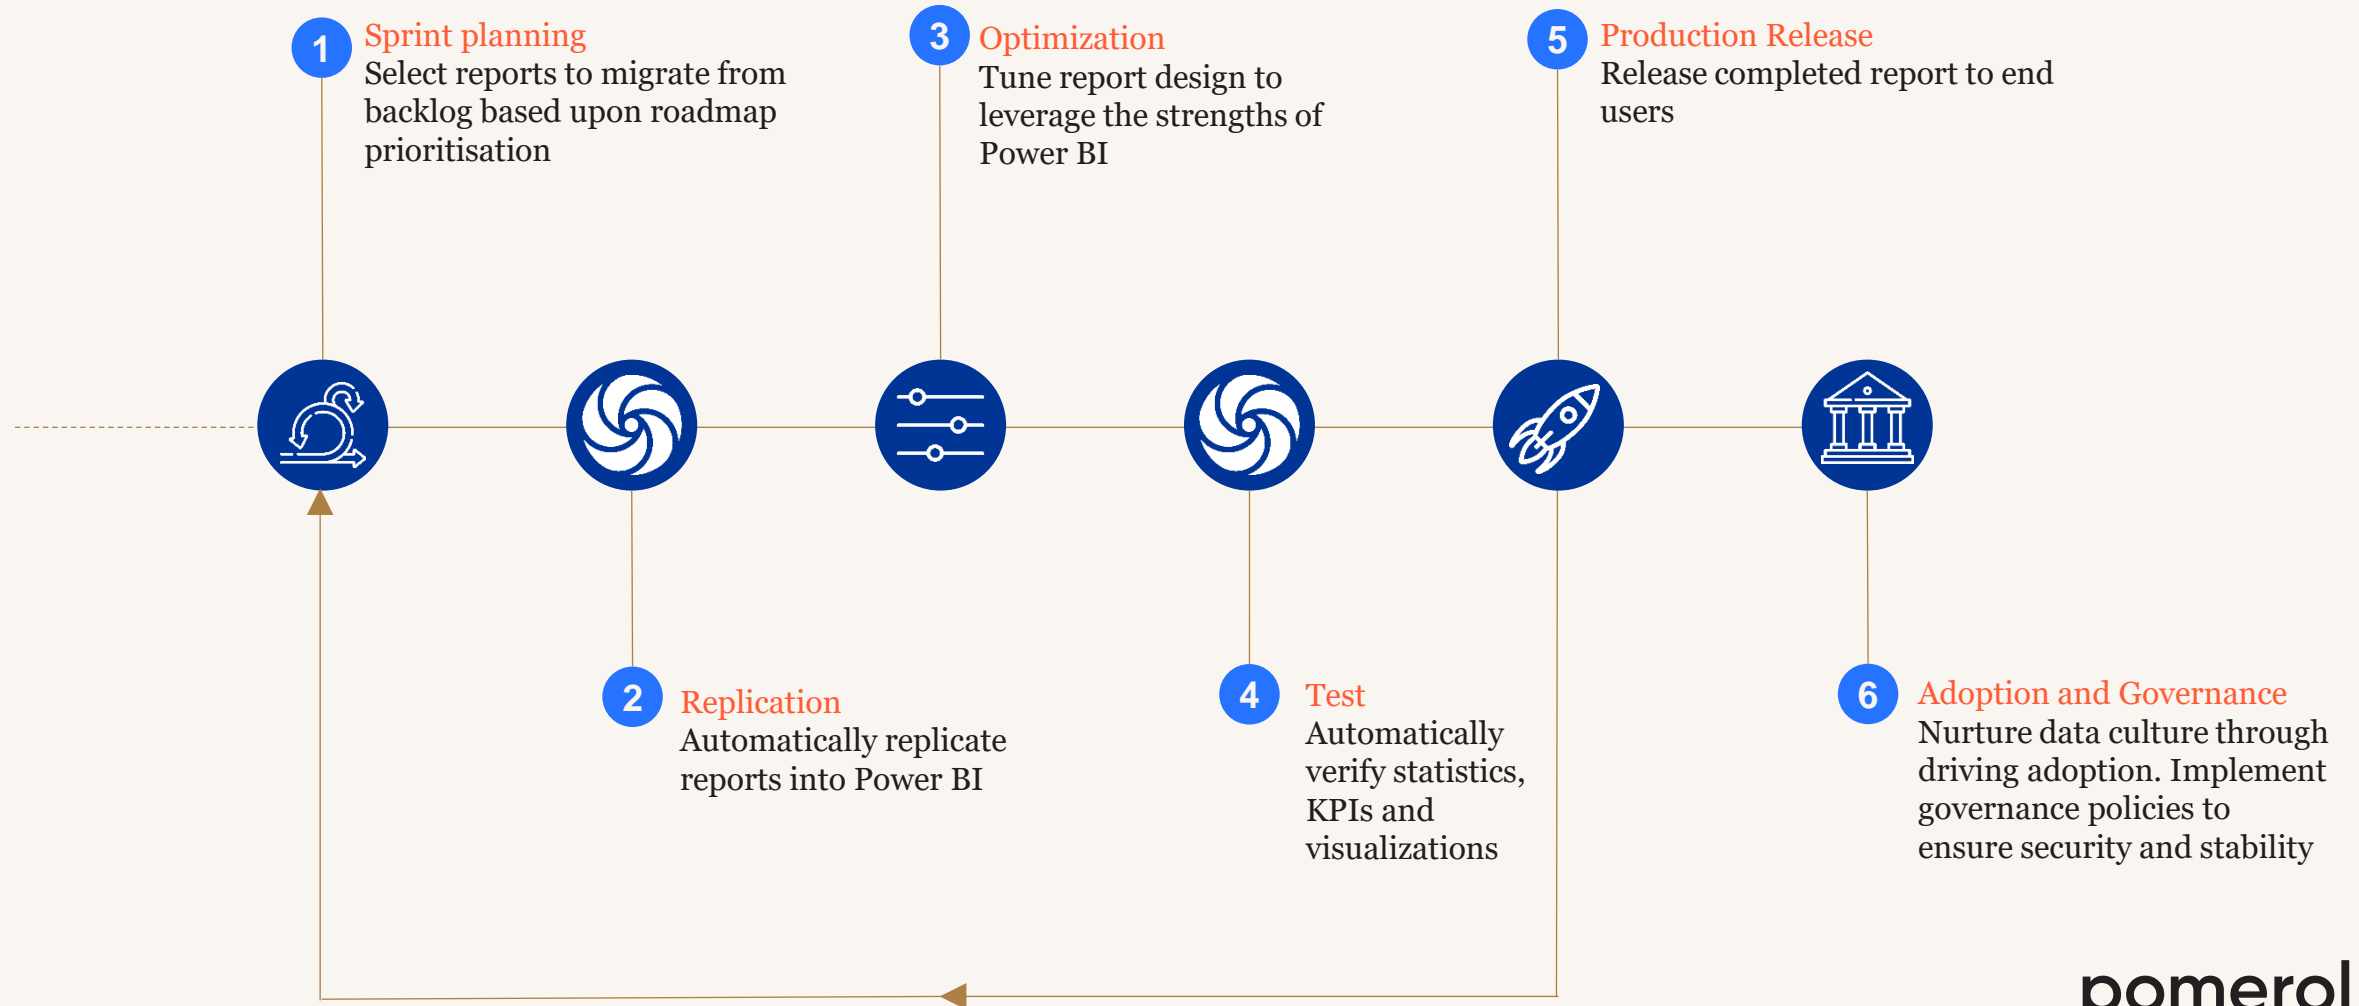 1
Sprint planning
Select reports to migrate from
backlog based upon roadmap
prioritisation
3
Optimization
Tune report design to
leverage the strengths of
Power BI
5
Production Release
Release completed report to end
users
2
Replication
Automatically replicate
reports into Power BI
4
Test
Automatically
verify statistics,
KPIs and
visualizations
6
Adoption and Governance
Nurture data culture through
driving adoption. Implement
governance policies to
ensure security and stability
pomerol